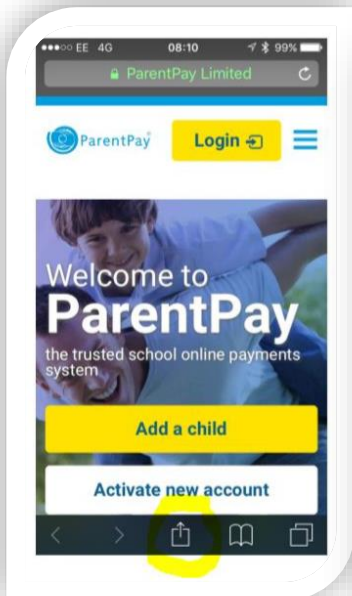 ●●●○○ EE 4G 08:10 99%
ParentPay Limited
ParentPay Login
Welcome to
ParentPay
the trusted school online payments
system
Add a child
Activate new account